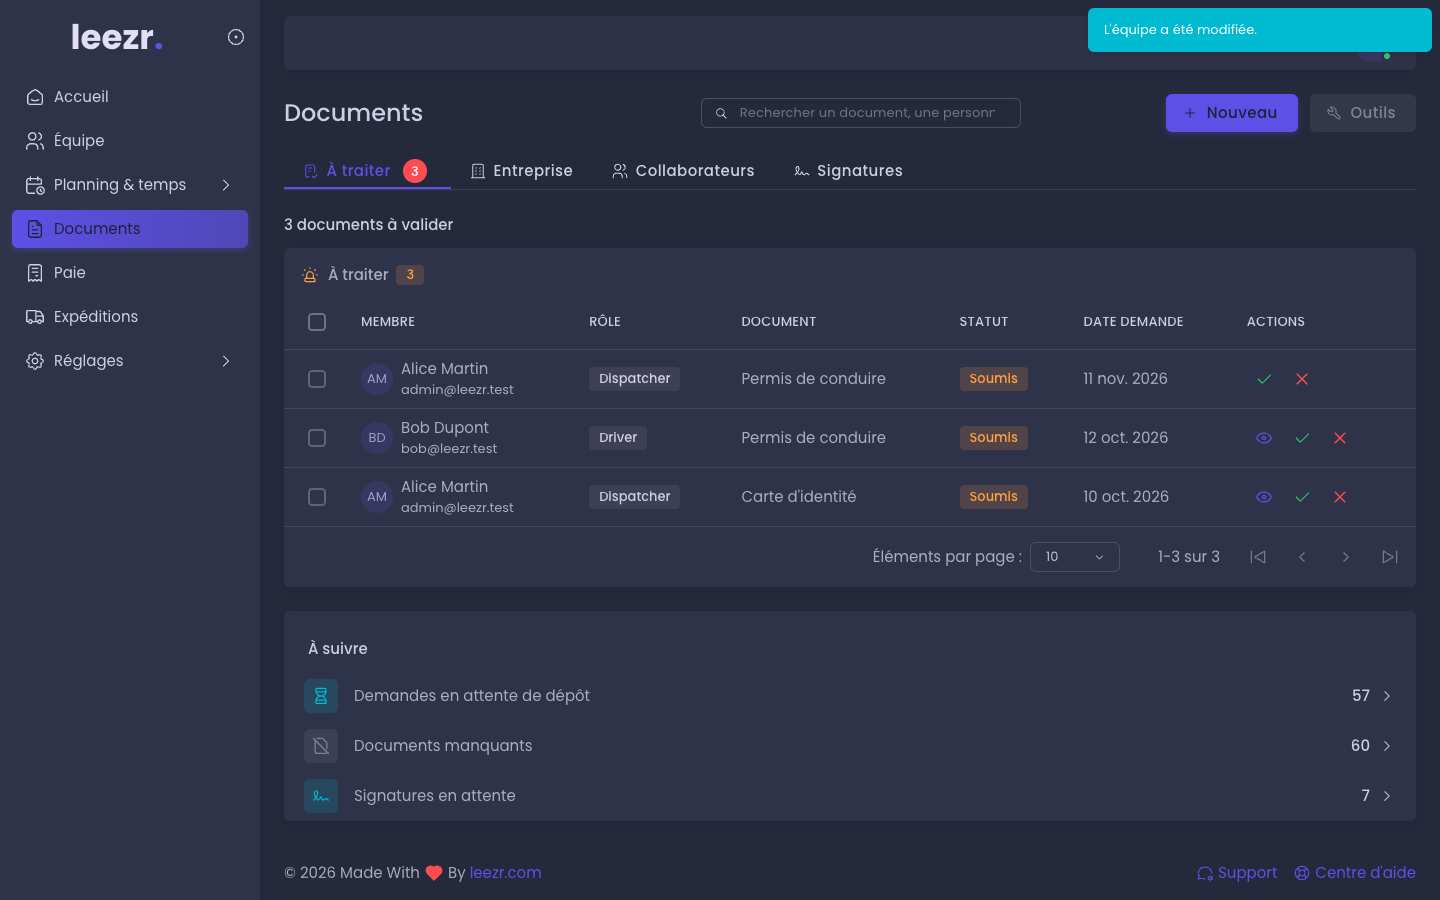 leezr.
L'équipe a été modifiée.
Accueil
Équipe
Planning & temps
Documents
Paie
Expéditions
Réglages
Documents
Rechercher un document, une personr
Nouveau
Outils
À traiter 3
Entreprise
Collaborateurs
Signatures
3 documents à valider
À traiter 3
MEMBRE RÔLE DOCUMENT STATUT DATE DEMANDE ACTIONS
AM Alice Martin Dispatcher Permis de conduire Soumis 11 nov. 2026
admin@leezr.test
BD Bob Dupont Driver Permis de conduire Soumis 12 oct. 2026
bob@leezr.test
AM Alice Martin Dispatcher Carte d'identité Soumis 10 oct. 2026
admin@leezr.test
Éléments par page : 10 1-3 sur 3
À suivre
Demandes en attente de dépôt 57
Documents manquants 60
Signatures en attente 7
© 2026 Made With By leezr.com
Support Centre d'aide